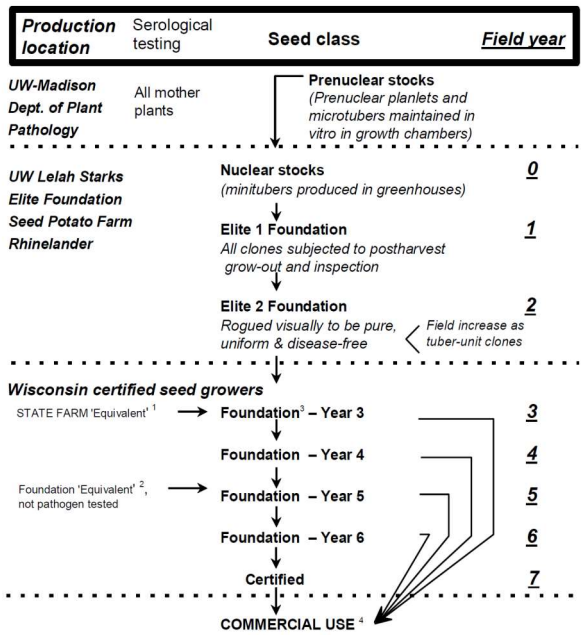 Production location
Serological testing
Seed class
Field year
UW-Madison
Dept. of Plant
Pathology
All mother
plants
Prenuclear stocks
(Prenuclear planlets and
microtubers maintained in
vitro in growth chambers)
UW Lelah Starks
Elite Foundation
Seed Potato Farm
Rhinelander
Nuclear stocks
(minitubers produced in greenhouses)
0
Elite 1 Foundation
All clones subjected to postharvest
grow-out and inspection
1
Elite 2 Foundation
Rogued visually to be pure,
uniform & disease-free
Field increase as
tuber-unit clones
2
Wisconsin certified seed growers
STATE FARM 'Equivalent' 1
Foundation3 – Year 3
3
Foundation – Year 4
4
Foundation 'Equivalent' 2,
not pathogen tested
Foundation – Year 5
5
Foundation – Year 6
6
Certified
7
COMMERCIAL USE 4